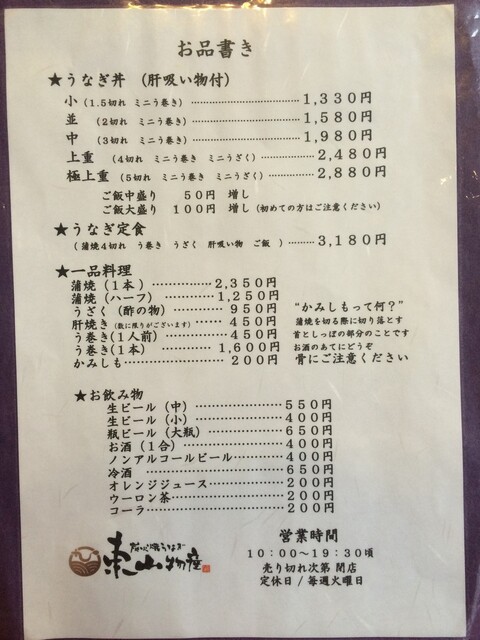 お品書き
★うなぎ丼 (肝吸い物付)
小 (1.5切れ ミニう巻き) 1,330円
並 (2切れ ミニう巻き) 1,580円
中 (3切れ ミニう巻き) 1,980円
上重 (4切れ ミニう巻き ミニうざく) 2,480円
極上重 (5切れ ミニう巻き ミニうざく) 2,880円
ご飯中盛り 50円 増し
ご飯大盛り 100円 増し (初めての方はご注意ください)
★うなぎ定食
(蒲焼4切れ う巻き うざく 肝吸い物 ご飯) 3,180円
★一品料理
蒲焼 (1本) 2,350円
蒲焼 (ハーフ) 1,250円
うざく (酢の物) 950円
肝焼き (数に限りがございます) 450円
う巻き(1人前) 450円
う巻き(1本) 1,600円
かみしも 200円
“かみしもって何?”
蒲焼を切る際に切り落とす
首としっぽの部分のことです
お酒のあてにどうぞ
骨にご注意ください
★お飲み物
生ビール (中) 550円
生ビール (小) 400円
瓶ビール (大瓶) 650円
お酒 (1合) 400円
ノンアルコールビール 400円
冷酒 650円
オレンジジュース 200円
ウーロン茶 200円
コーラ 200円
営業時間
10:00~19:30頃
売り切れ次第 閉店
定休日/毎週火曜日
東山物産